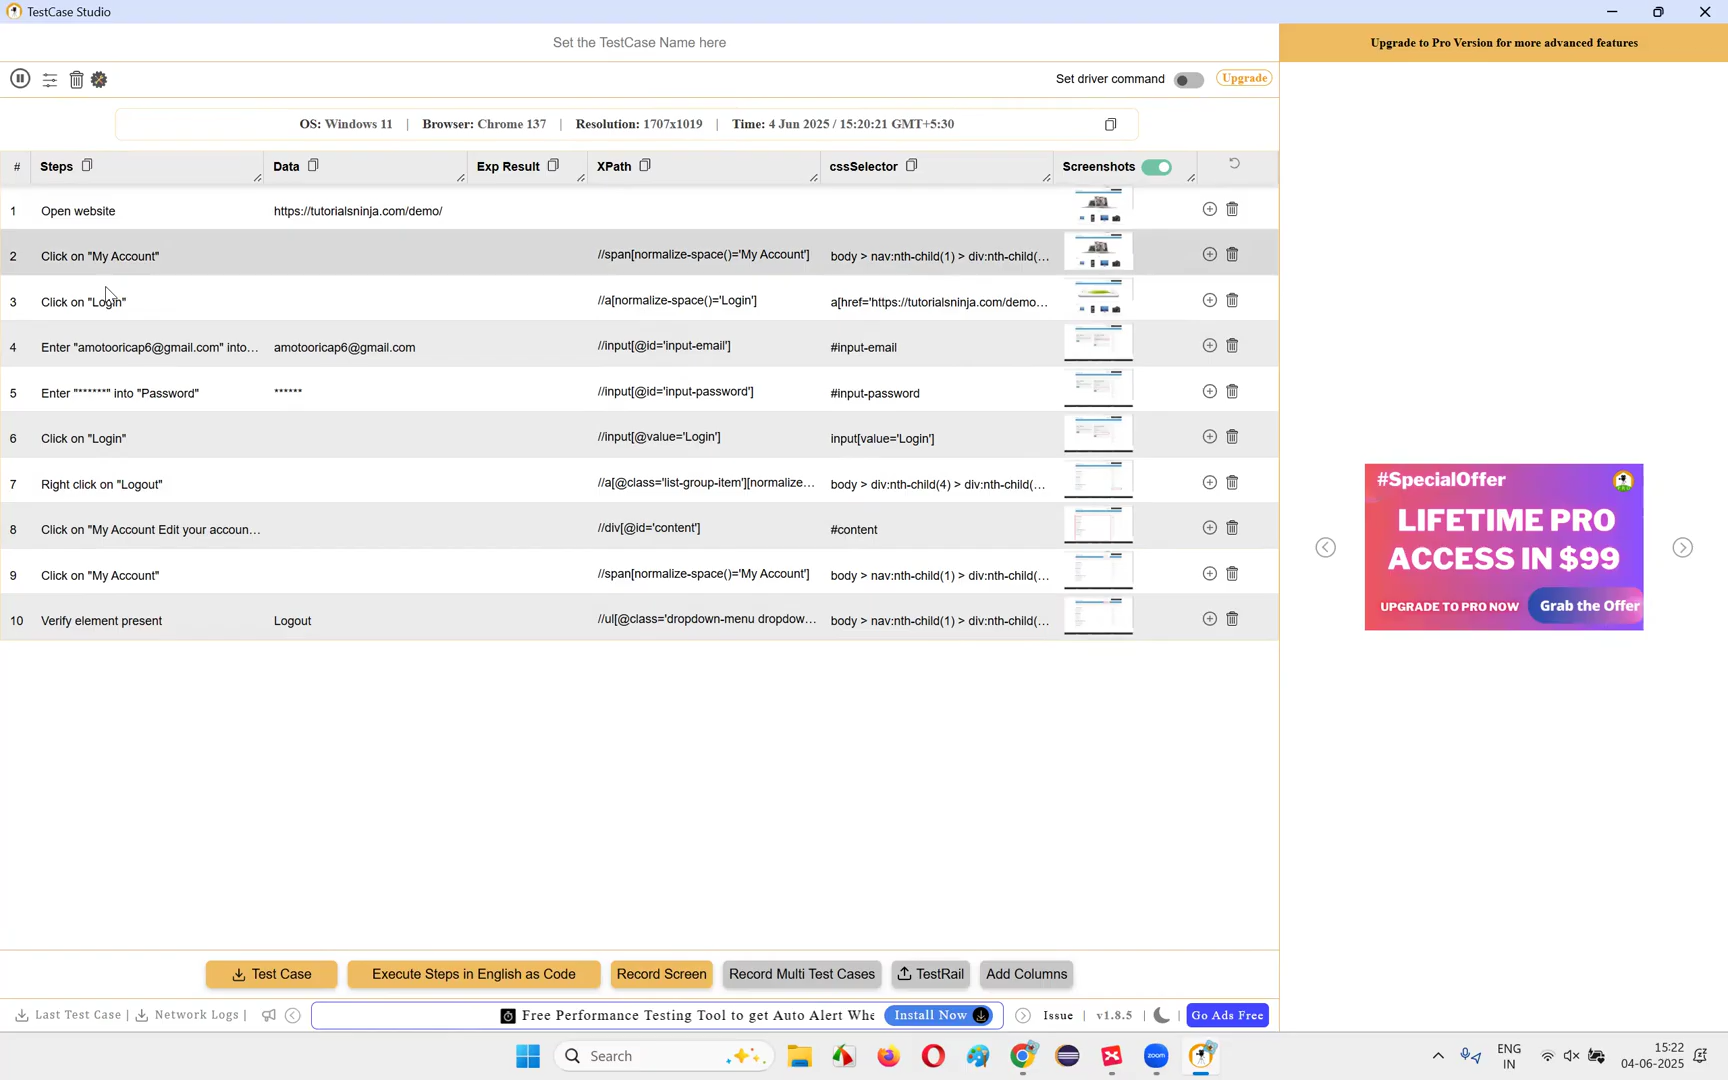 TestCase Studio
Set the TestCase Name here
Upgrade to Pro Version for more advanced features
Set driver command
Upgrade
OS: Windows 11 | Browser: Chrome 137 | Resolution: 1707x1019 | Time: 4 Jun 2025 / 15:20:21 GMT+5:30
# Steps Data Exp Result XPath cssSelector Screenshots
1 Open website https://tutorialsninja.com/demo/
2 Click on "My Account" //span[normalize-space()='My Account'] body > nav:nth-child(1) > div:nth-child(...
3 Click on "Login" //a[normalize-space()='Login'] a[href='https://tutorialsninja.com/demo...
4 Enter "amotooricap6@gmail.com" into... amotooricap6@gmail.com //input[@id='input-email'] #input-email
5 Enter "******" into "Password" ****** //input[@id='input-password'] #input-password
6 Click on "Login" //input[@value='Login'] input[value='Login']
7 Right click on "Logout" //a[@class='list-group-item'][normalize... body > div:nth-child(4) > div:nth-child(...
8 Click on "My Account Edit your accoun... //div[@id='content'] #content
9 Click on "My Account" //span[normalize-space()='My Account'] body > nav:nth-child(1) > div:nth-child(...
10 Verify element present Logout //ul[@class='dropdown-menu dropdow... body > nav:nth-child(1) > div:nth-child(...
#SpecialOffer
LIFETIME PRO
ACCESS IN $99
UPGRADE TO PRO NOW Grab the Offer
Test Case
Execute Steps in English as Code
Record Screen
Record Multi Test Cases
TestRail
Add Columns
Last Test Case | Network Logs |
Free Performance Testing Tool to get Auto Alert Whe
Install Now
Issue | v1.8.5 | |
Go Ads Free
Search
zoom
ENG
IN
15:22
04-06-2025